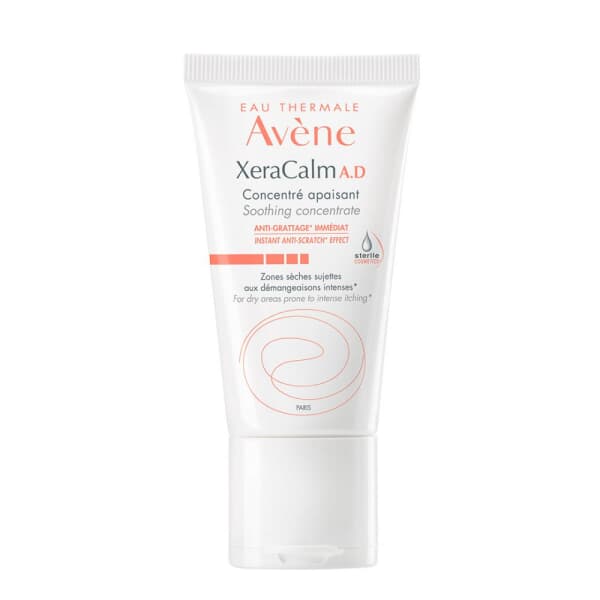 EAU THERMALE
Avène
XeraCalm A.D
Concentré apaisant
Soothing concentrate
ANTI-GRATTAGE* IMMÉDIAT
INSTANT ANTI-SCRATCH* EFFECT
sterile
COSMETICS
Zones sèches sujettes
aux démangeaisons intenses*
For dry areas prone to intense itching*
PARIS